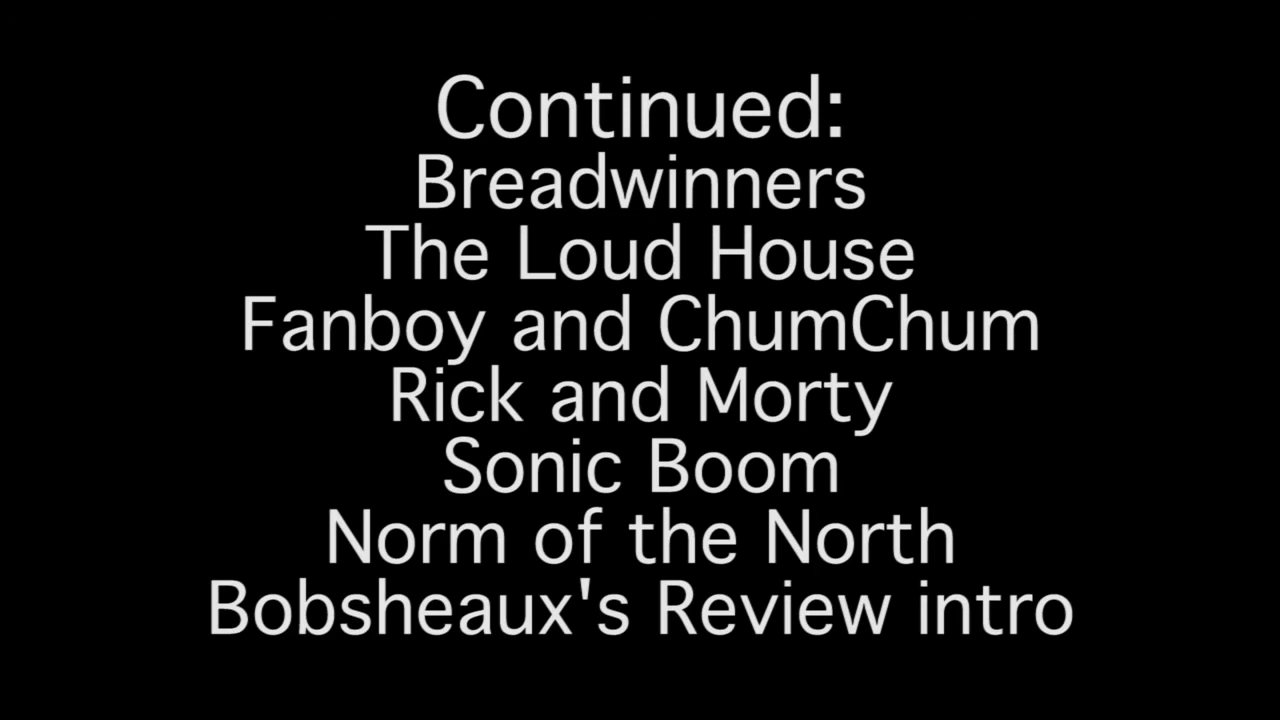 Continued:
Breadwinners
The Loud House
Fanboy and ChumChum
Rick and Morty
Sonic Boom
Norm of the North
Bobsheaux's Review intro